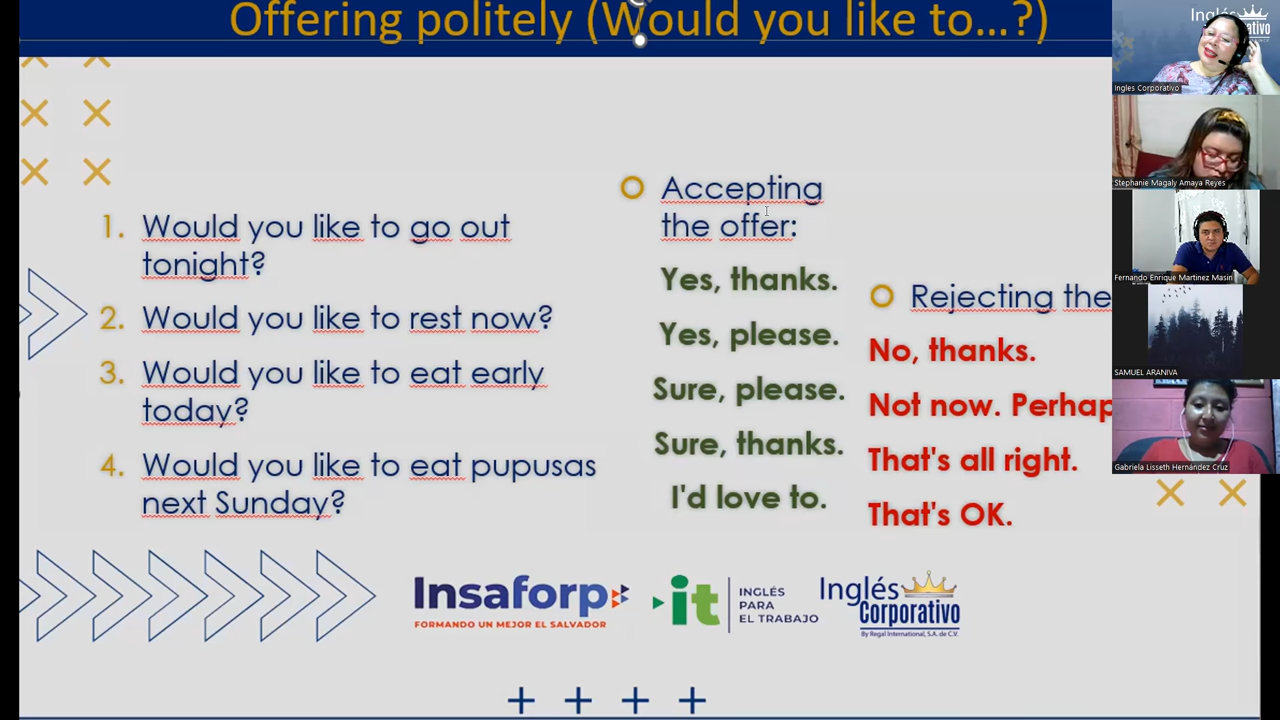 Offering politely (Would you like to...?)
1. Would you like to go out
tonight?
2. Would you like to rest now?
3. Would you like to eat early
today?
4. Would you like to eat pupusas
next Sunday?
Accepting
the offer:
Yes, thanks.
Yes, please.
Sure, please.
Sure, thanks.
I'd love to.
Rejecting the
No, thanks.
Not now. Perhap
That's all right.
That's OK.
Insaforp
FORMANDO UN MEJOR EL SALVADOR
it
INGLÉS
PARA
EL TRABAJO
Inglés
Corporativo
By Regal International, S.A. de C.V.
Inglés
Ingles Corporativo
Stephanie Magaly Amaya Reyes
Fernando Enrique Martinez Masin
SAMUEL ARANIVA
Gabriela Lisseth Hernández Cruz